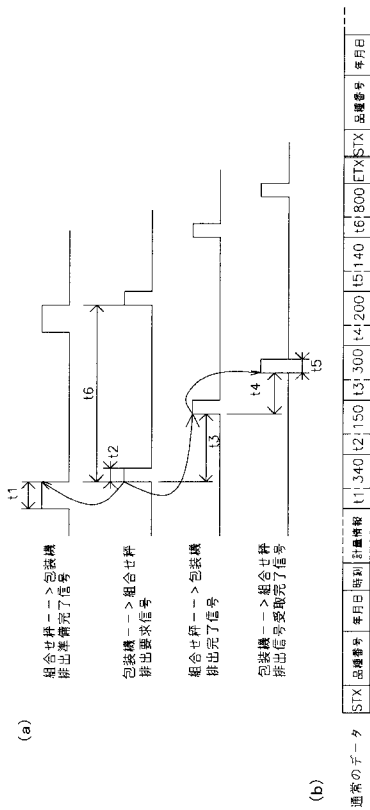 (a)
組合せ秤－－>包装機
排出準備完了信号
t1
包装機－－>組合せ秤
排出要求信号
t2
t6
組合せ秤－－>包装機
排出完了信号
t3
包装機－－>組合せ秤
排出信号受取完了信号
t4
t5
(b)
通常のデータ
STX 品種番号 年月日 時刻 計量情報 t1 340 t2 150 t3 300 t4 200 t5 140 t6 800 ETX STX 品種番号 年月日